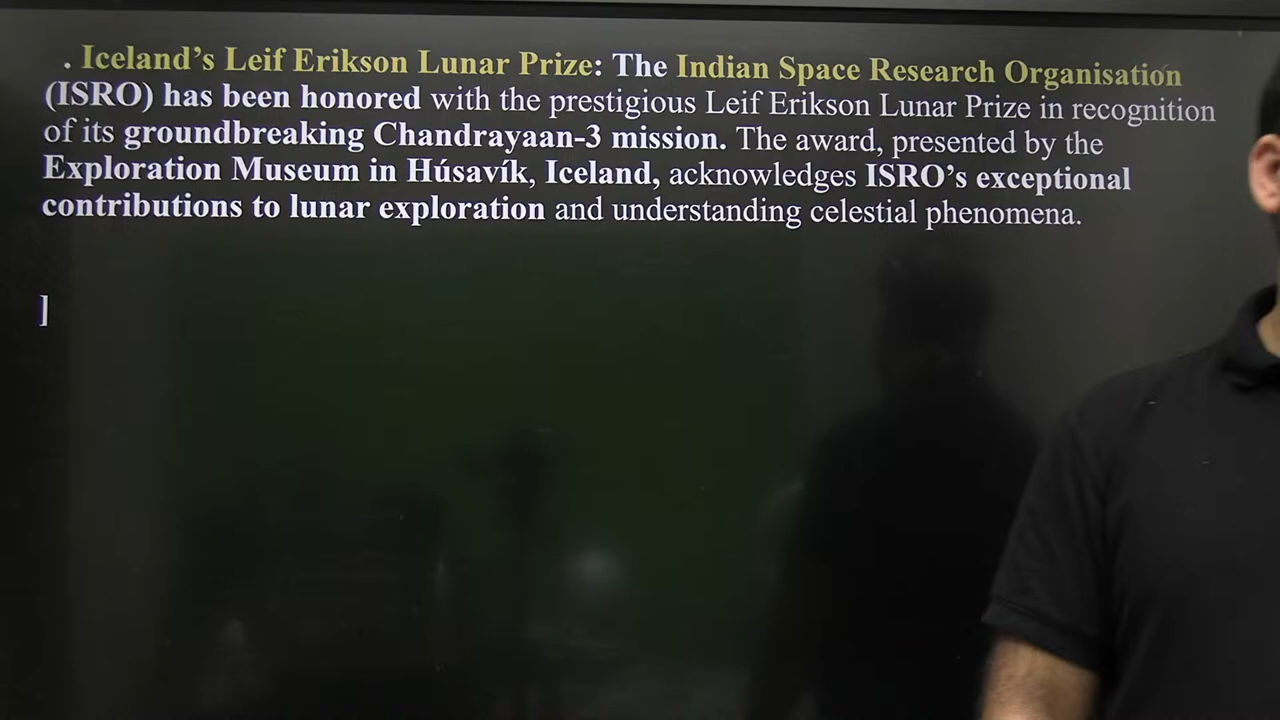 . Iceland’s Leif Erikson Lunar Prize: The Indian Space Research Organisation
(ISRO) has been honored with the prestigious Leif Erikson Lunar Prize in recognition
of its groundbreaking Chandrayaan-3 mission. The award, presented by the
Exploration Museum in Húsavík, Iceland, acknowledges ISRO’s exceptional
contributions to lunar exploration and understanding celestial phenomena.
]